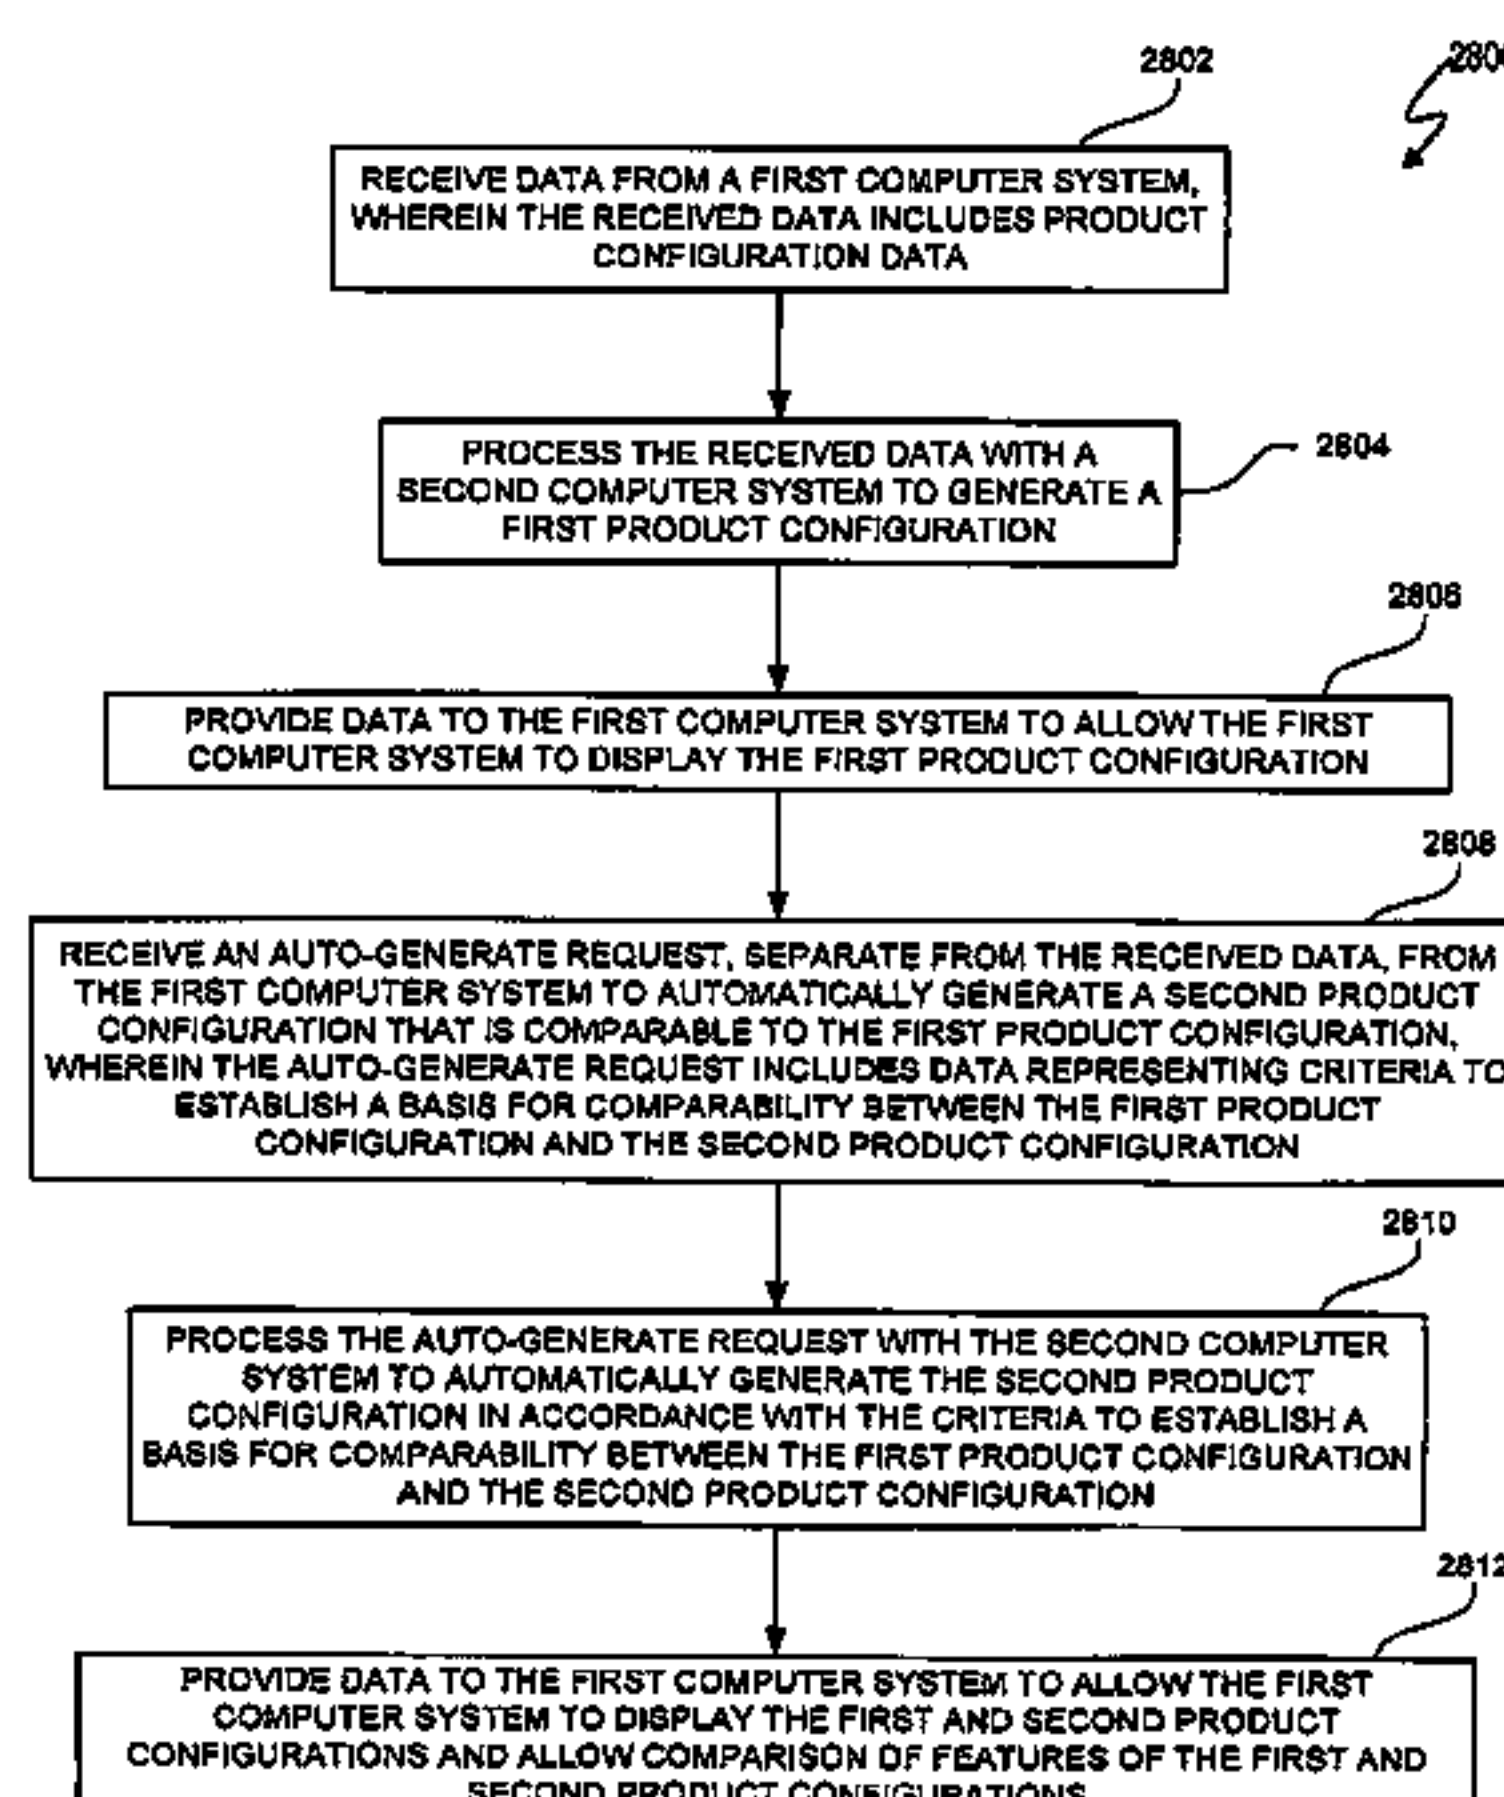 2802
RECEIVE DATA FROM A FIRST COMPUTER SYSTEM,
WHEREIN THE RECEIVED DATA INCLUDES PRODUCT
CONFIGURATION DATA
PROCESS THE RECEIVED DATA WITH A
SECOND COMPUTER SYSTEM TO GENERATE A
FIRST PRODUCT CONFIGURATION
2804
2806
PROVIDE DATA TO THE FIRST COMPUTER SYSTEM TO ALLOW THE FIRST
COMPUTER SYSTEM TO DISPLAY THE FIRST PRODUCT CONFIGURATION
2808
RECEIVE AN AUTO-GENERATE REQUEST, SEPARATE FROM THE RECEIVED DATA, FROM
THE FIRST COMPUTER SYSTEM TO AUTOMATICALLY GENERATE A SECOND PRODUCT
CONFIGURATION THAT IS COMPARABLE TO THE FIRST PRODUCT CONFIGURATION,
WHEREIN THE AUTO-GENERATE REQUEST INCLUDES DATA REPRESENTING CRITERIA TO
ESTABLISH A BASIS FOR COMPARABILITY BETWEEN THE FIRST PRODUCT
CONFIGURATION AND THE SECOND PRODUCT CONFIGURATION
2810
PROCESS THE AUTO-GENERATE REQUEST WITH THE SECOND COMPUTER
SYSTEM TO AUTOMATICALLY GENERATE THE SECOND PRODUCT
CONFIGURATION IN ACCORDANCE WITH THE CRITERIA TO ESTABLISH A
BASIS FOR COMPARABILITY BETWEEN THE FIRST PRODUCT CONFIGURATION
AND THE SECOND PRODUCT CONFIGURATION
2812
PROVIDE DATA TO THE FIRST COMPUTER SYSTEM TO ALLOW THE FIRST
COMPUTER SYSTEM TO DISPLAY THE FIRST AND SECOND PRODUCT
CONFIGURATIONS AND ALLOW COMPARISON OF FEATURES OF THE FIRST AND
SECOND PRODUCT CONFIGURATIONS